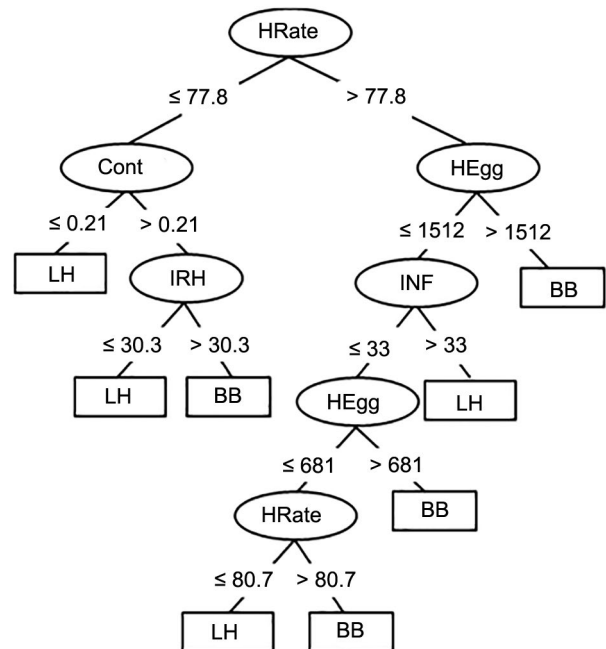 HRate
≤ 77.8 > 77.8
Cont HEgg
≤ 0.21 > 0.21 ≤ 1512 > 1512
LH IRH INF BB
≤ 30.3 > 30.3 ≤ 33 > 33
LH BB HEgg LH
≤ 681 > 681
HRate BB
≤ 80.7 > 80.7
LH BB